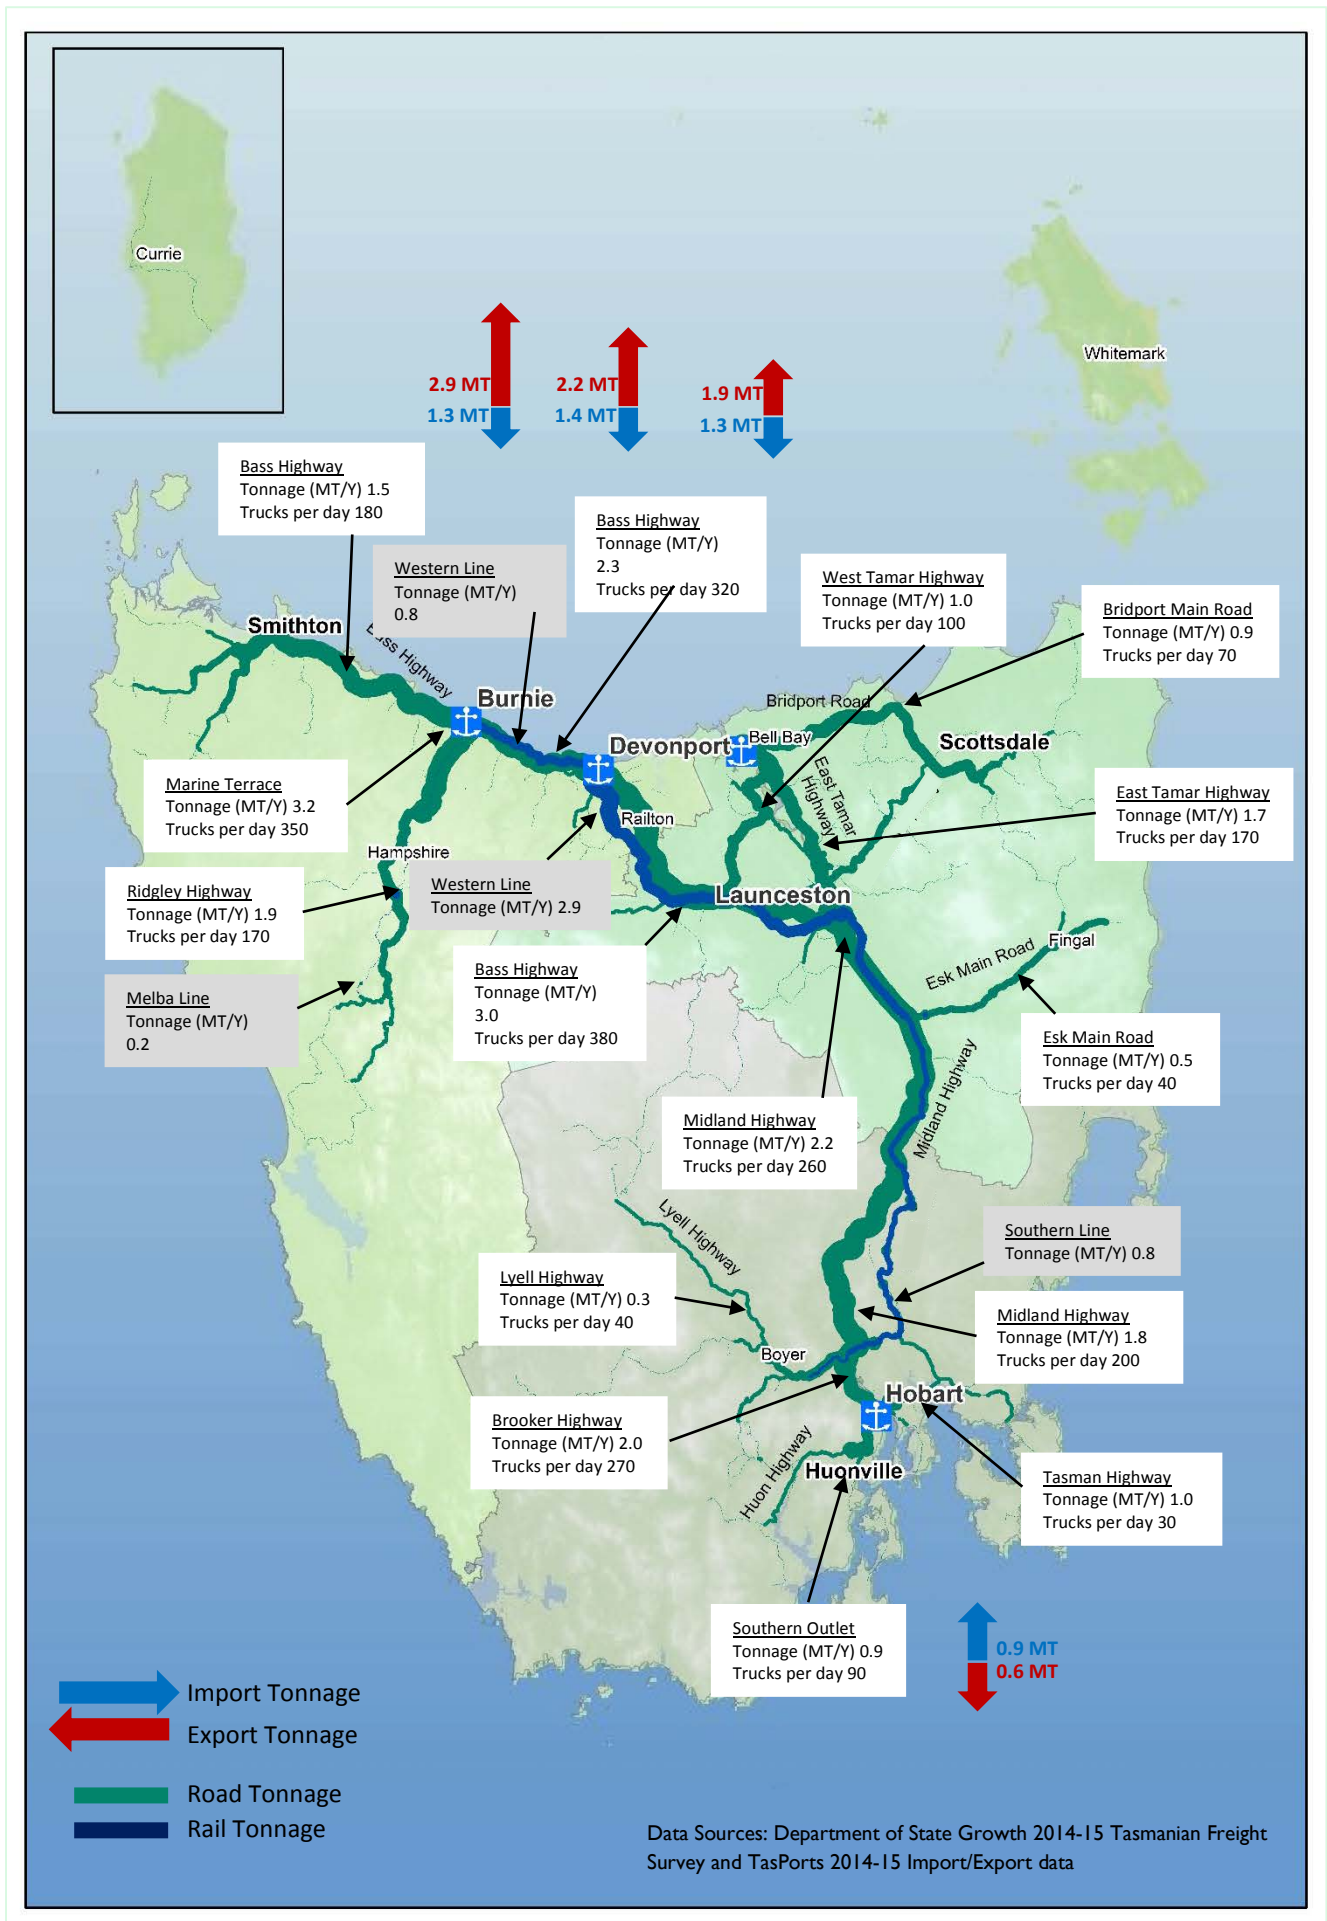 Currie
Whitemark
2.9 MT
1.3 MT
2.2 MT
1.4 MT
1.9 MT
1.3 MT
Bass Highway
Tonnage (MT/Y) 1.5
Trucks per day 180
Western Line
Tonnage (MT/Y)
0.8
Bass Highway
Tonnage (MT/Y)
2.3
Trucks per day 320
West Tamar Highway
Tonnage (MT/Y) 1.0
Trucks per day 100
Bridport Main Road
Tonnage (MT/Y) 0.9
Trucks per day 70
Smithton
Bass Highway
Burnie
Devonport
Bell Bay
Bridport Road
Scottsdale
East Tamar
Highway
Marine Terrace
Tonnage (MT/Y) 3.2
Trucks per day 350
Railton
East Tamar Highway
Tonnage (MT/Y) 1.7
Trucks per day 170
Hampshire
Ridgley Highway
Tonnage (MT/Y) 1.9
Trucks per day 170
Western Line
Tonnage (MT/Y) 2.9
Launceston
Fingal
Esk Main Road
Melba Line
Tonnage (MT/Y)
0.2
Bass Highway
Tonnage (MT/Y)
3.0
Trucks per day 380
Esk Main Road
Tonnage (MT/Y) 0.5
Trucks per day 40
Midland Highway
Midland Highway
Tonnage (MT/Y) 2.2
Trucks per day 260
Lyell Highway
Southern Line
Tonnage (MT/Y) 0.8
Lyell Highway
Tonnage (MT/Y) 0.3
Trucks per day 40
Midland Highway
Tonnage (MT/Y) 1.8
Trucks per day 200
Boyer
Hobart
Brooker Highway
Tonnage (MT/Y) 2.0
Trucks per day 270
Huon Highway
Huonville
Tasman Highway
Tonnage (MT/Y) 1.0
Trucks per day 30
Southern Outlet
Tonnage (MT/Y) 0.9
Trucks per day 90
0.9 MT
0.6 MT
Import Tonnage
Export Tonnage
Road Tonnage
Rail Tonnage
Data Sources: Department of State Growth 2014-15 Tasmanian Freight
Survey and TasPorts 2014-15 Import/Export data